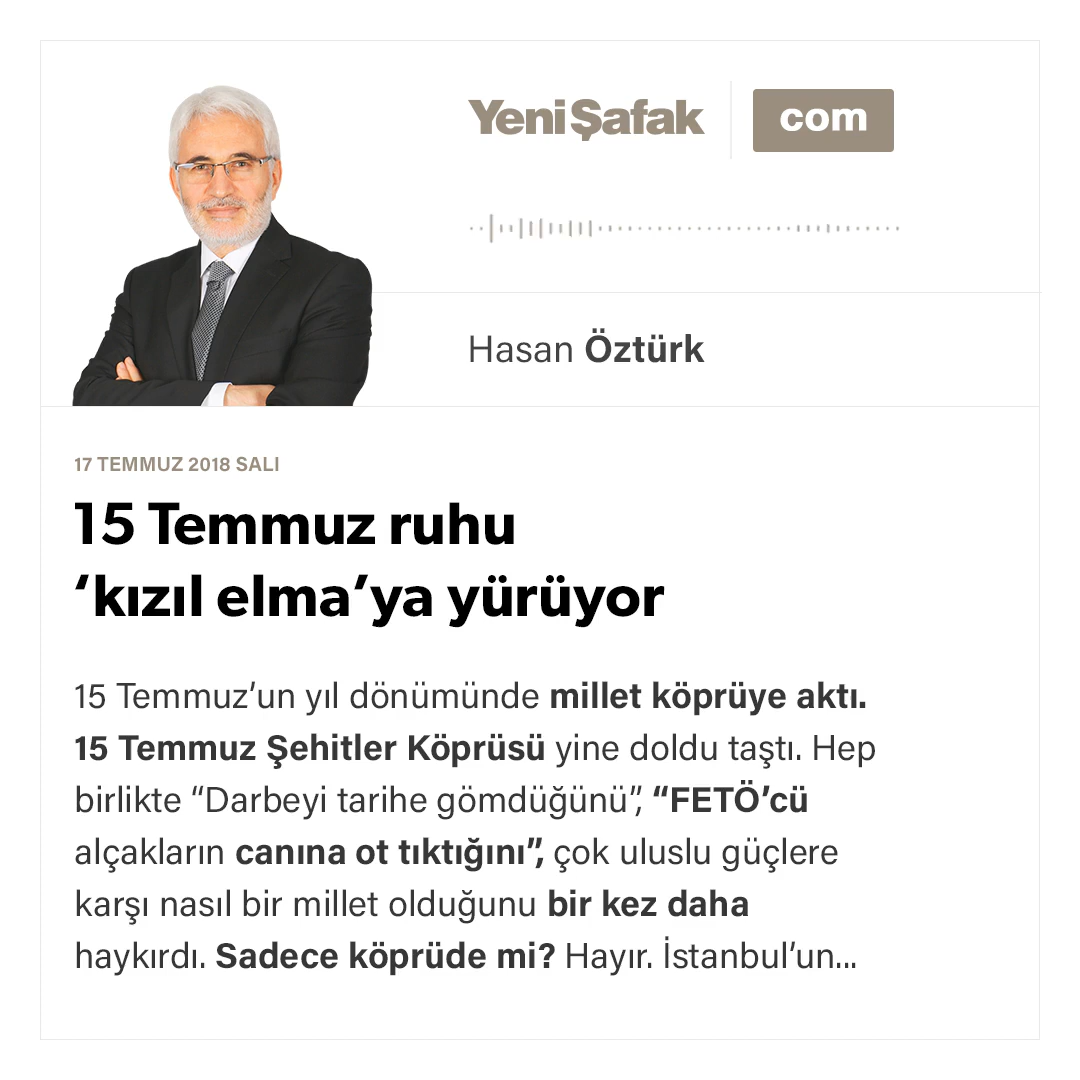 YeniŞafak com
Hasan Öztürk
17 TEMMUZ 2018 SALI
15 Temmuz ruhu
‘kızıl elma’ya yürüyor
15 Temmuz’un yıl dönümünde millet köprüye aktı.
15 Temmuz Şehitler Köprüsü yine doldu taştı. Hep
birlikte “Darbeyi tarihe gömdüğünü”, “FETÖ’cü
alçakların canına ot tıktığını”, çok uluslu güçlere
karşı nasıl bir millet olduğunu bir kez daha
haykırdı. Sadece köprüde mi? Hayır. İstanbul’un...